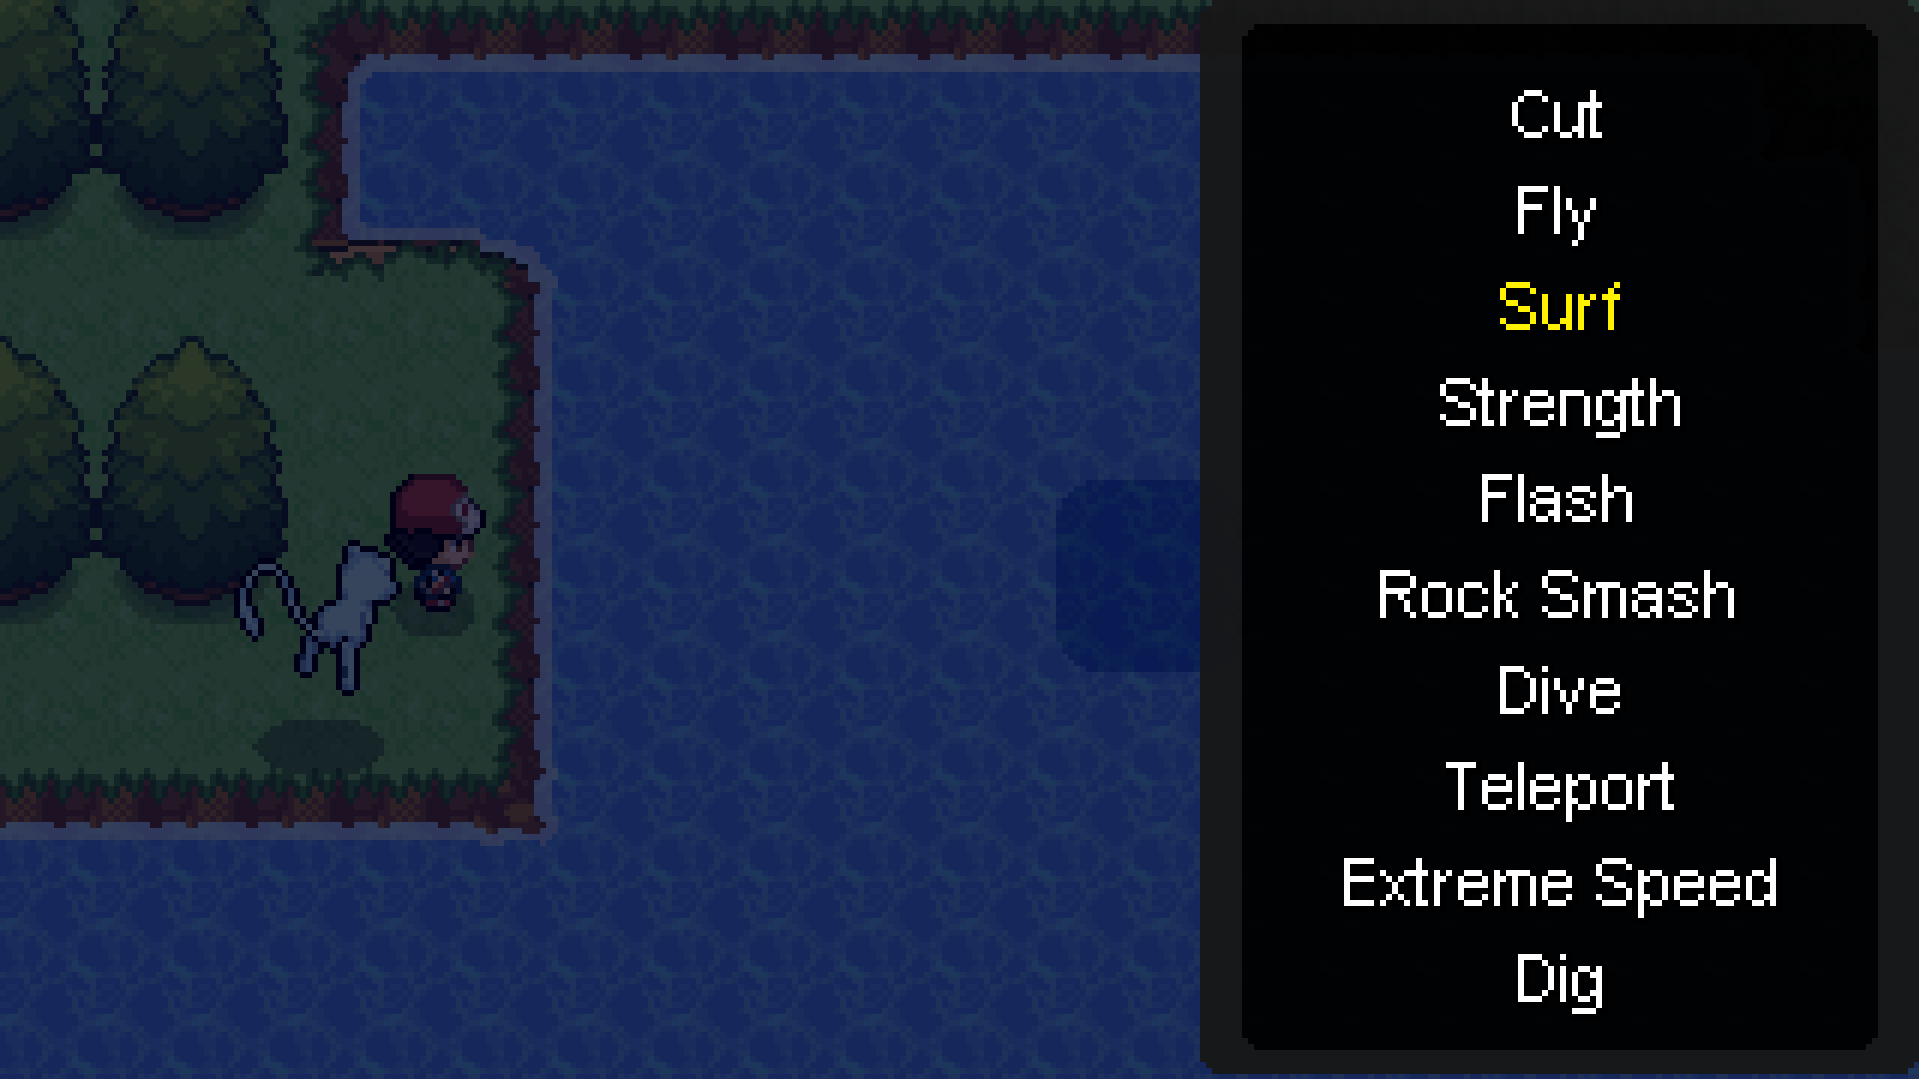 Cut
Fly
Surf
Strength
Flash
Rock Smash
Dive
Teleport
Extreme Speed
Dig